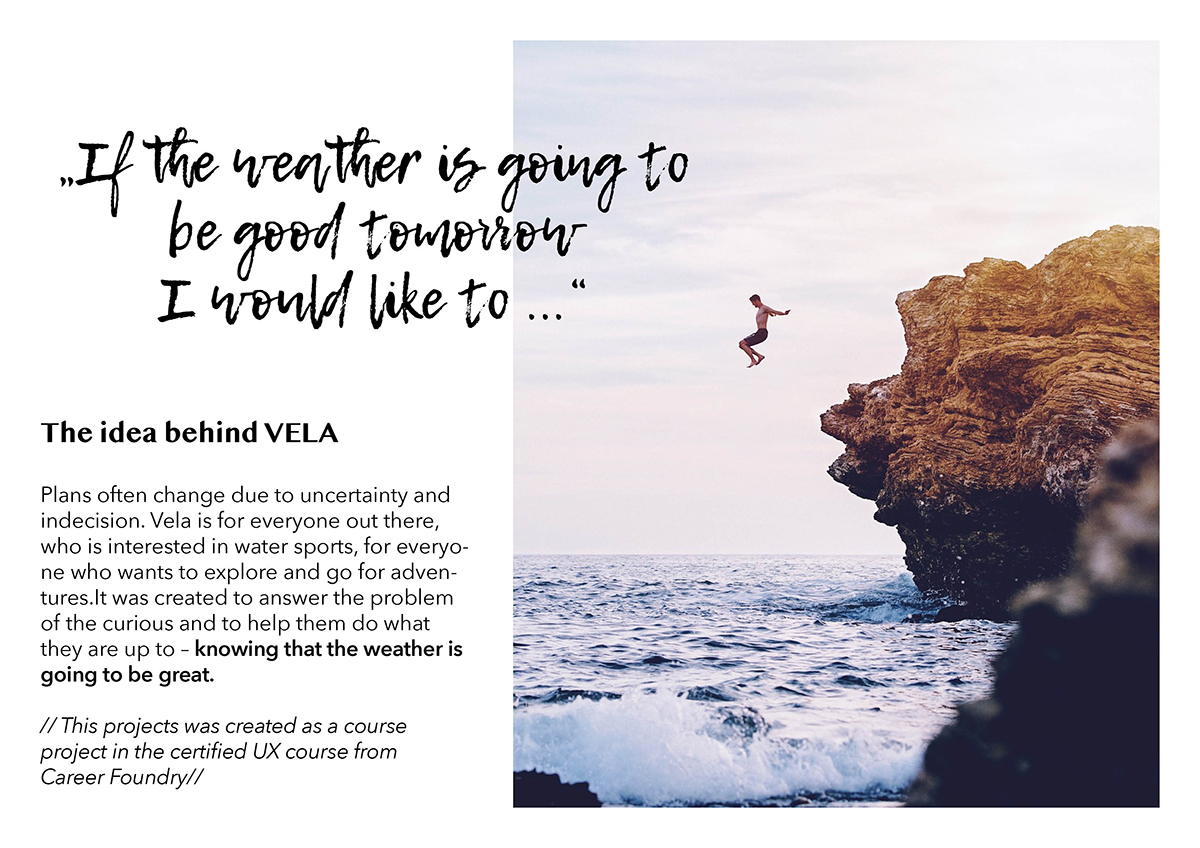 „If the weather is going to
be good tomorrow
I would like to ...“
The idea behind VELA
Plans often change due to uncertainty and
indecision. Vela is for everyone out there,
who is interested in water sports, for everyo-
ne who wants to explore and go for adven-
tures.It was created to answer the problem
of the curious and to help them do what
they are up to – knowing that the weather is
going to be great.
// This projects was created as a course
project in the certified UX course from
Career Foundry//